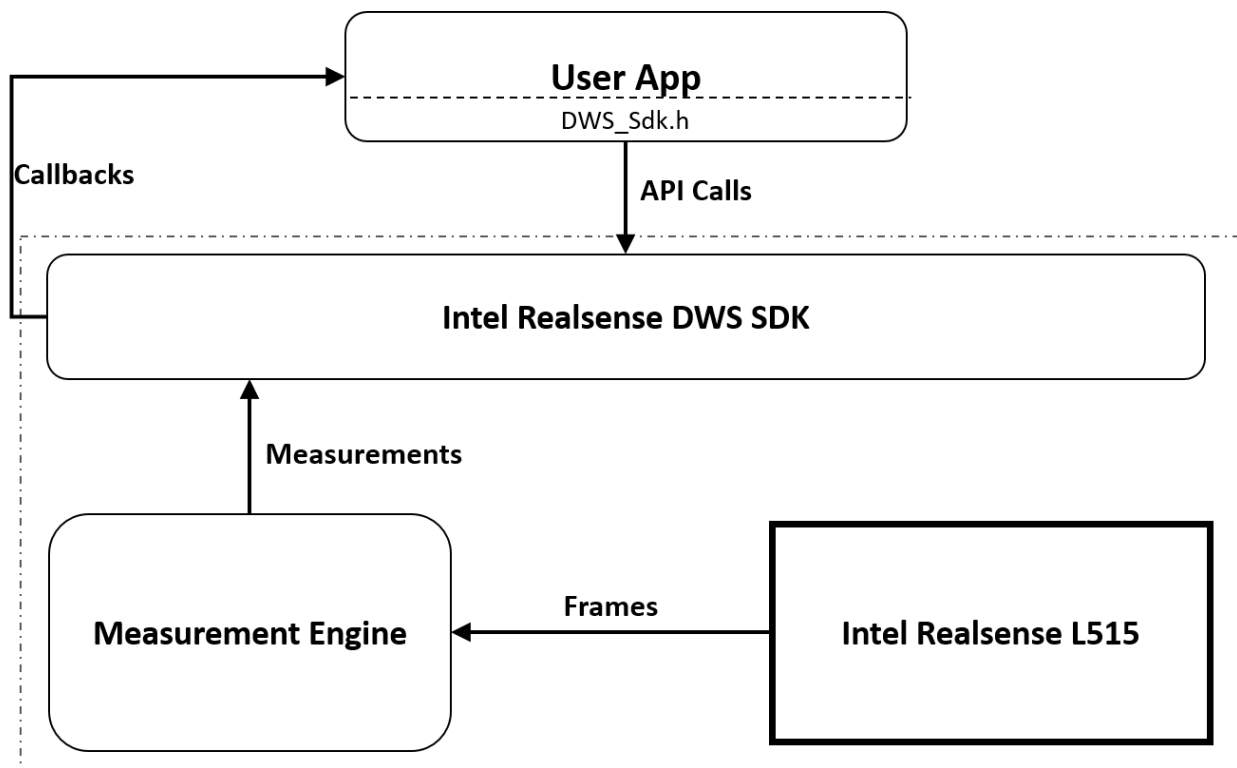 User App
DWS_Sdk.h
Callbacks
API Calls
Intel Realsense DWS SDK
Measurements
Frames
Measurement Engine
Intel Realsense L515